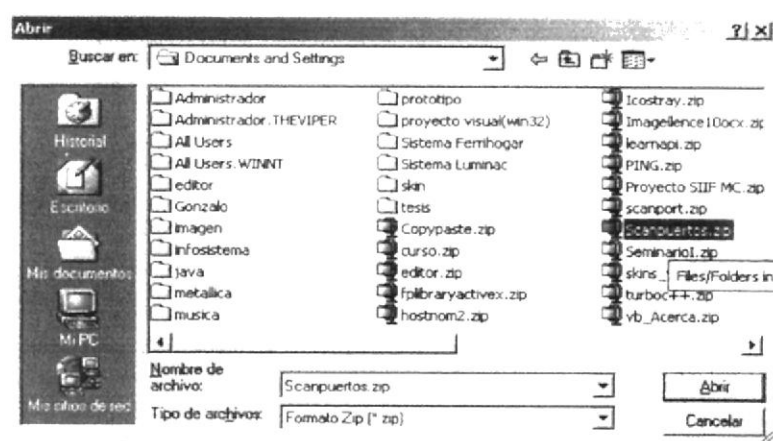 Abrir
Buscar en:
Documents and Settings
Historial
Escritorio
Mis documentos
Mi PC
Mis sitios de red
Administrador
Administrador.THEVIPER
All Users
All Users.WINNT
editor
Gonzalo
imagen
infosistema
java
metallica
musica
prototipo
proyecto visual(win32)
Sistema Ferrihogar
Sistema Luminac
skin
tesis
Copypaste.zip
curso.zip
editor.zip
fplibraryactivex.zip
hostnom2.zip
Icostray.zip
Imagellence10ocx.zip
learnapi.zip
PING.zip
Proyecto SIIF MC.zip
scanport.zip
Scanpuertos.zip
SeminarioI.zip
skins_
Files/Folders in
turboc++.zip
vb_Acerca.zip
Nombre de archivo:
Scanpuertos.zip
Abrir
Tipo de archivos:
Formato Zip (*.zip)
Cancelar